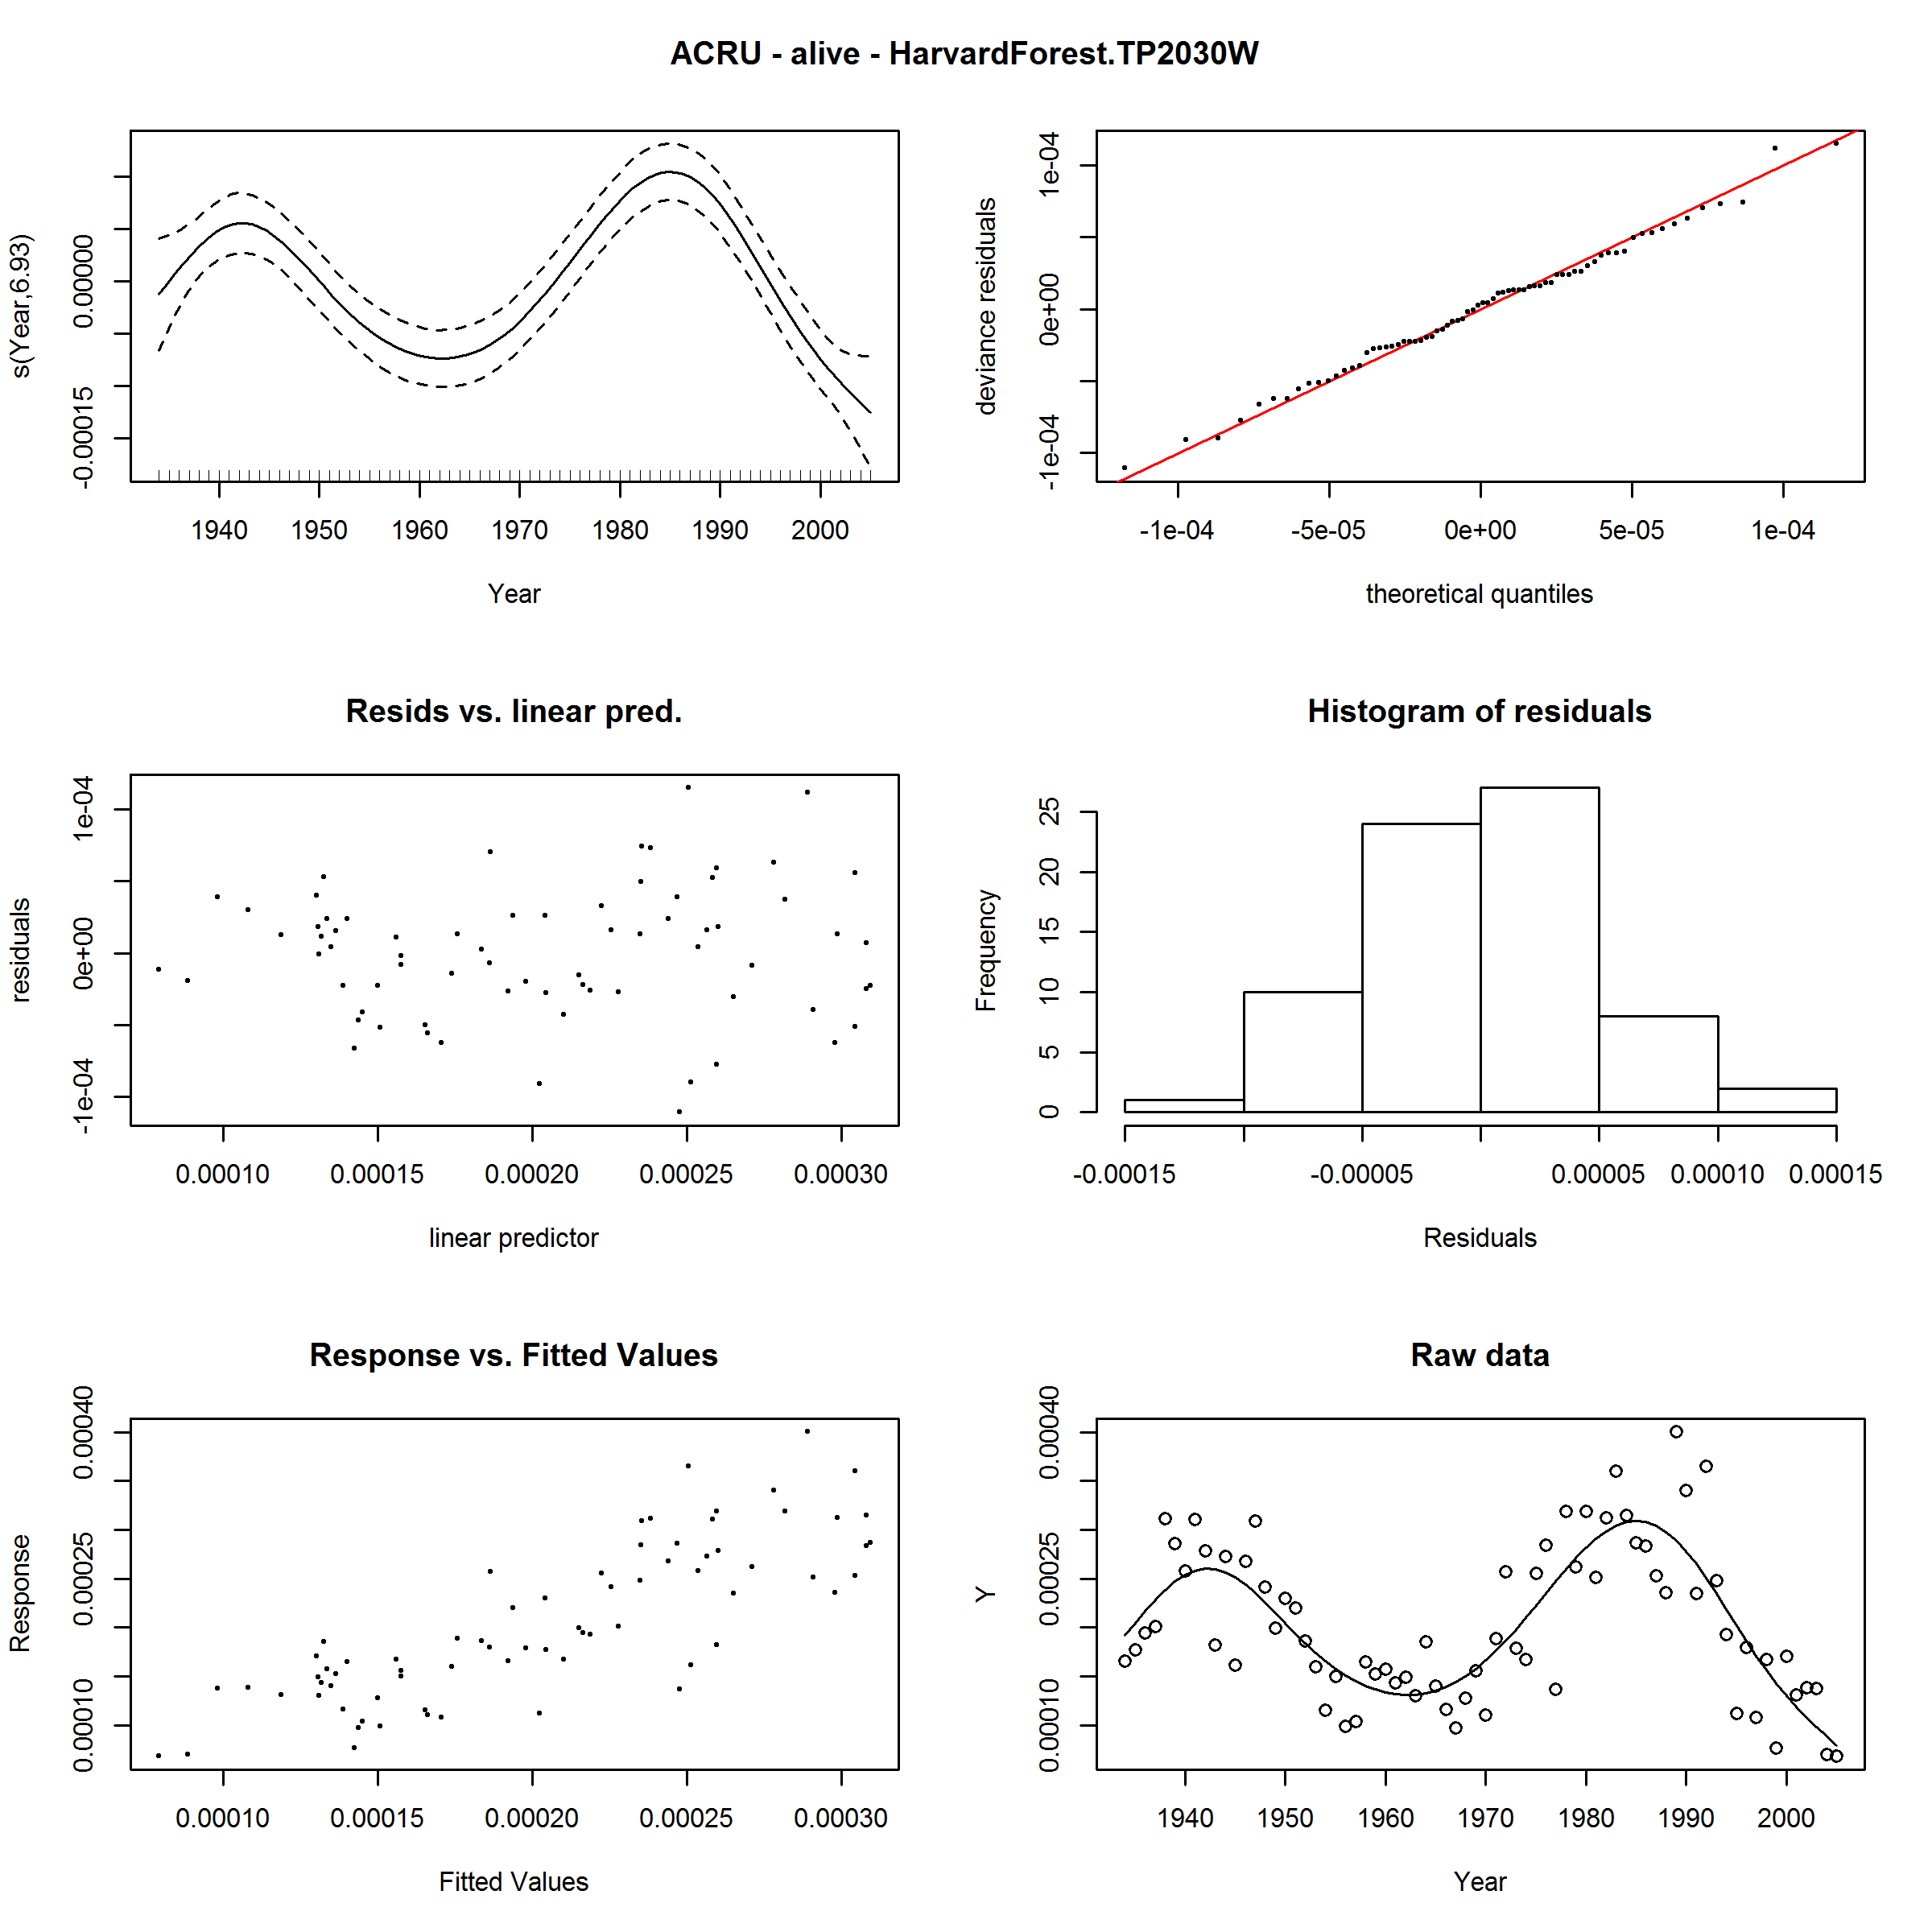 ACRU - alive - HarvardForest.TP2030W
s(Year,6.93)
-0.00015 0.00000
1940 1950 1960 1970 1980 1990 2000
Year
deviance residuals
-1e-04 0e+00 1e-04
-1e-04 -5e-05 0e+00 5e-05 1e-04
theoretical quantiles
Resids vs. linear pred.
residuals
-1e-04 0e+00 1e-04
0.00010 0.00015 0.00020 0.00025 0.00030
linear predictor
Histogram of residuals
Frequency
0 5 10 15 20 25
-0.00015 -0.00005 0.00005 0.00010 0.00015
Residuals
Response vs. Fitted Values
Response
0.00010 0.00025 0.00040
0.00010 0.00015 0.00020 0.00025 0.00030
Fitted Values
Raw data
Y
0.00010 0.00025 0.00040
1940 1950 1960 1970 1980 1990 2000
Year